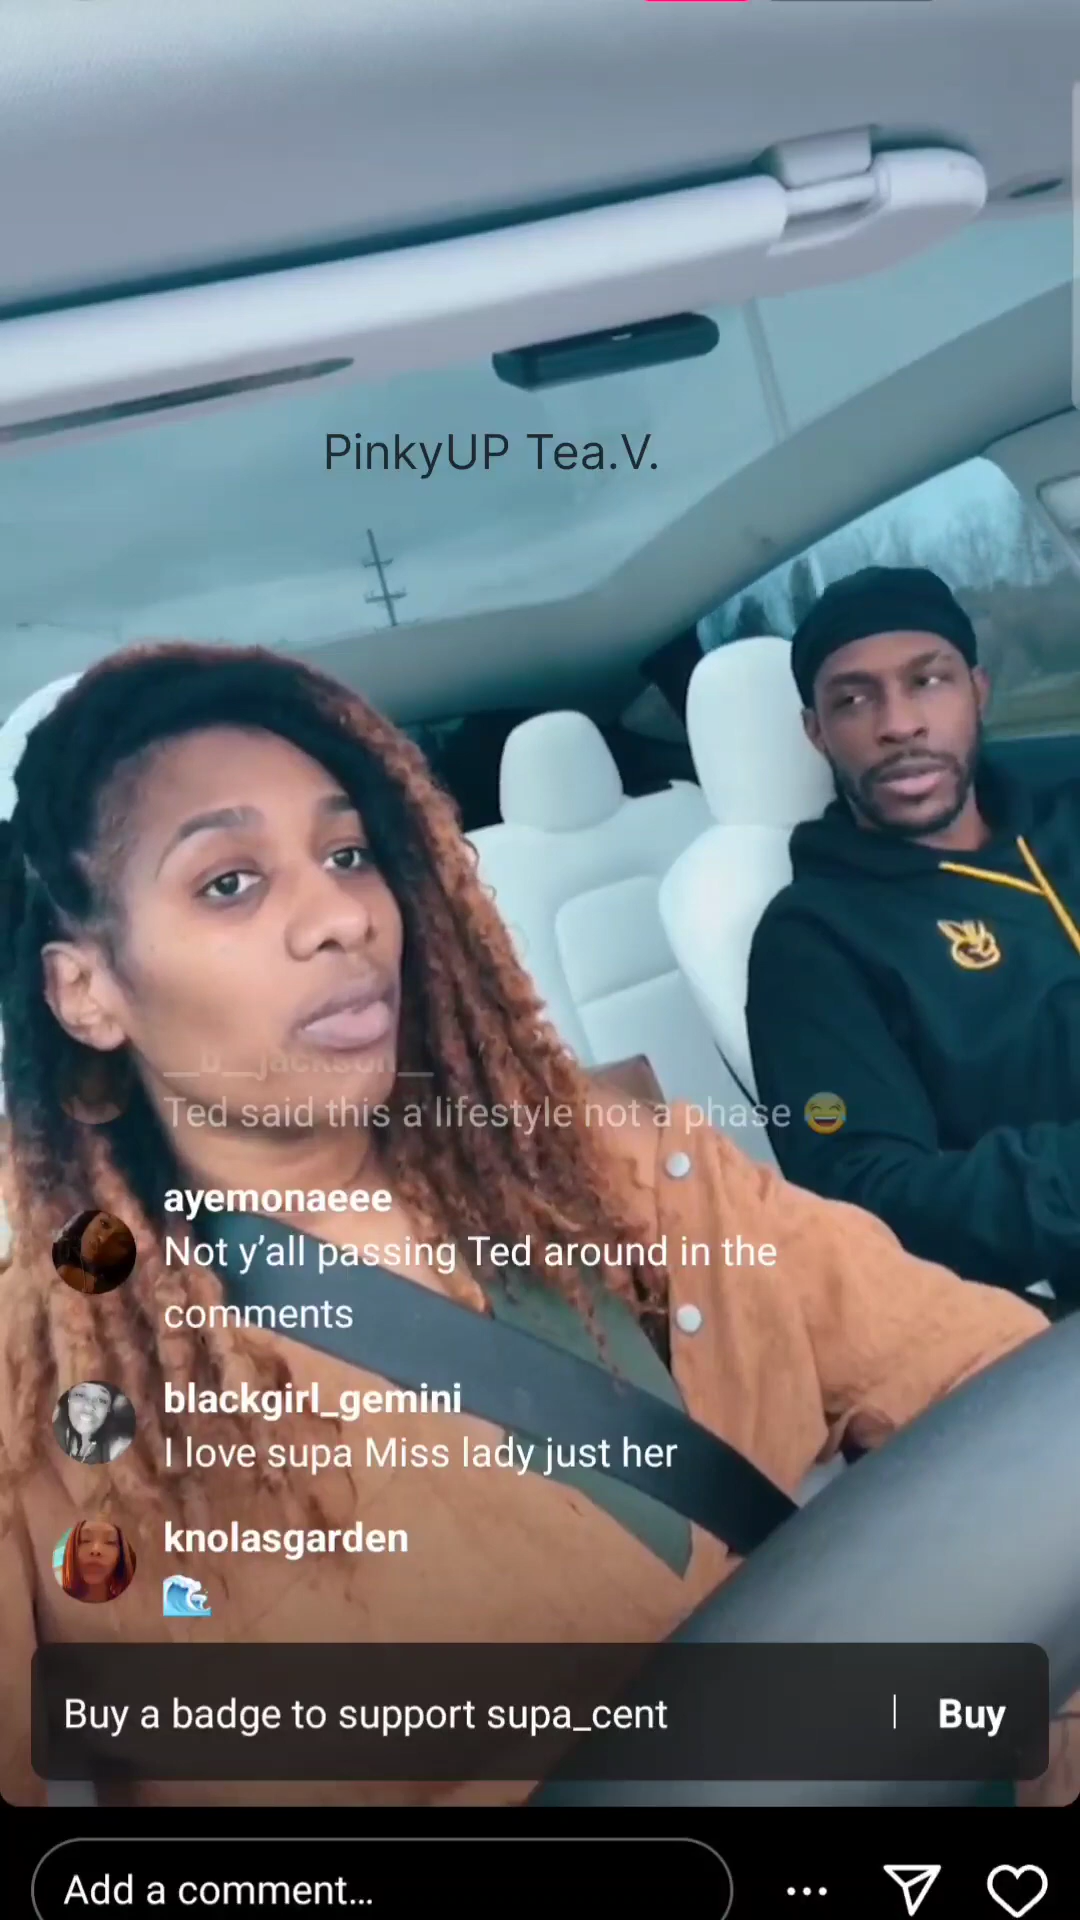 PinkyUP Tea.V.
__b__jackson__
Ted said this a lifestyle not a phase 😂
ayemonaeee
Not y'all passing Ted around in the
comments
blackgirl_gemini
I love supa Miss lady just her
knolasgarden
🌊
Buy a badge to support supa_cent | Buy
Add a comment...